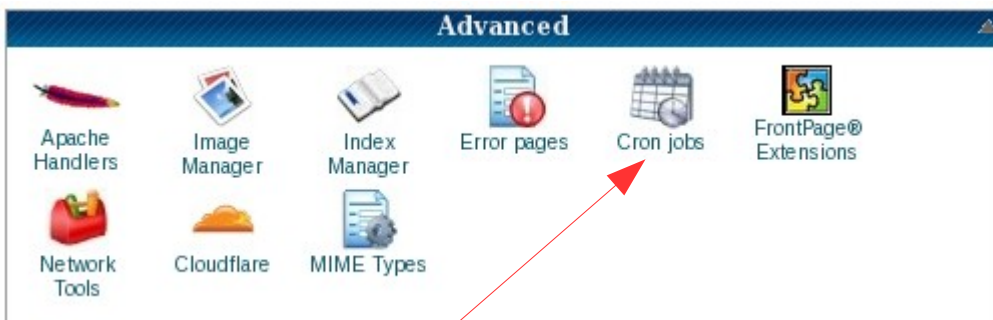 Advanced
Apache
Handlers
Image
Manager
Index
Manager
Error pages
Cron jobs
FrontPage®
Extensions
Network
Tools
Cloudflare
MIME Types